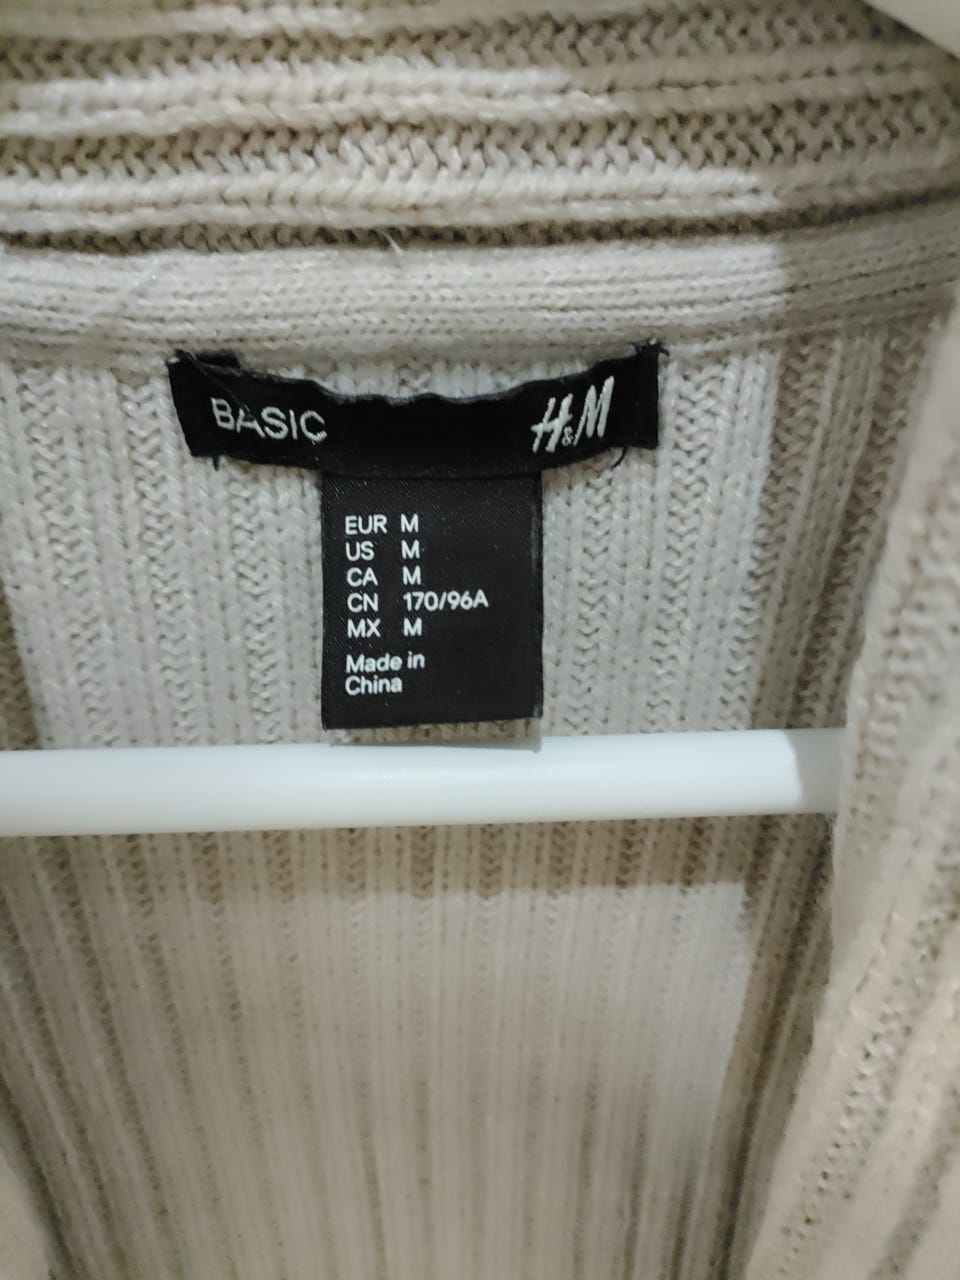 BASIC H&M
EUR M
US M
CA M
CN 170/96A
MX M
Made in
China